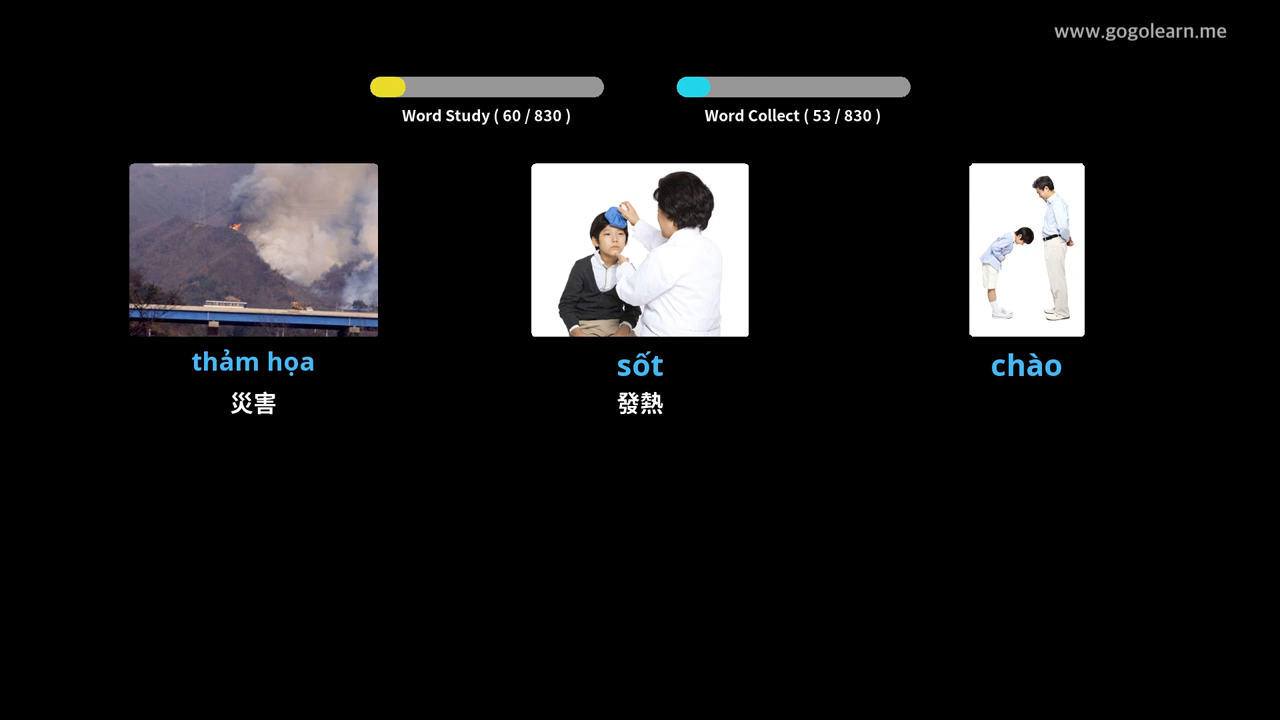 www.gogolearn.me
Word Study ( 60 / 830 )
Word Collect ( 53 / 830 )
thảm họa
災害
sốt
發熱
chào